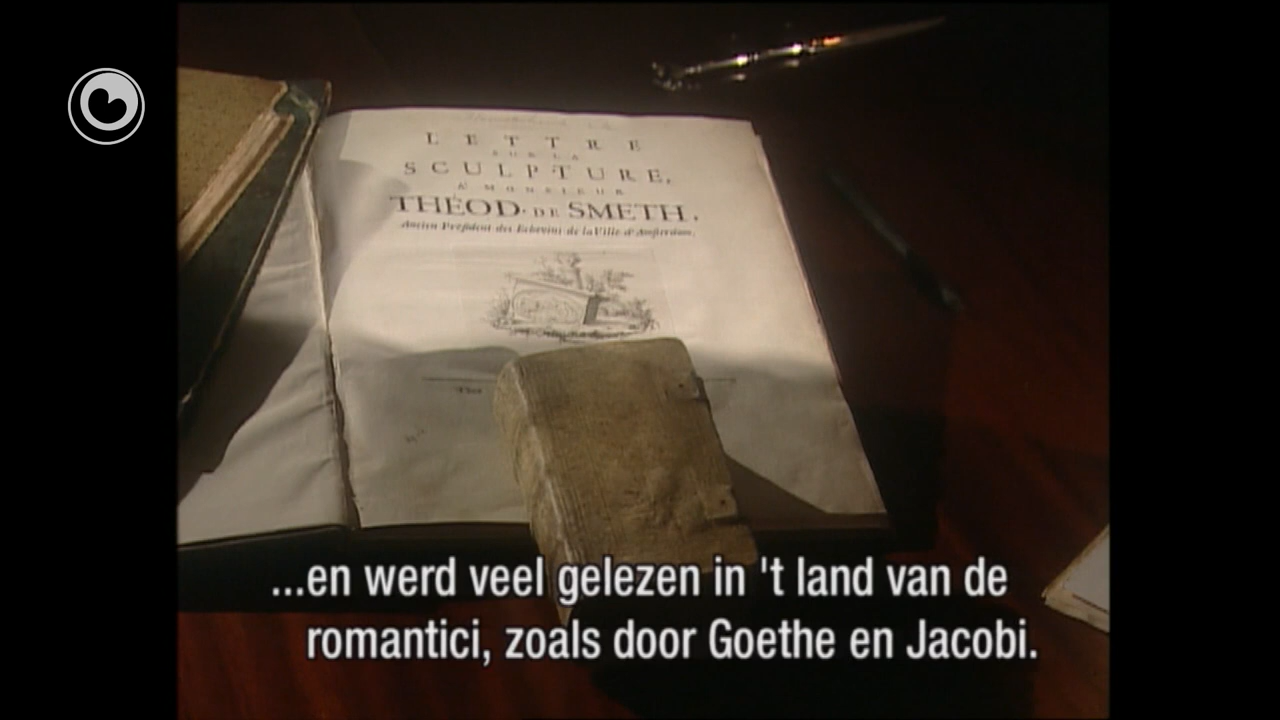 LETTRE
SUR LA
SCULPTURE,
À MONSIEUR
THÉOD. DE SMETH.
Ancien Président des Echevins de la Ville d'Amsterdam.
...en werd veel gelezen in 't land van de
romantici, zoals door Goethe en Jacobi.